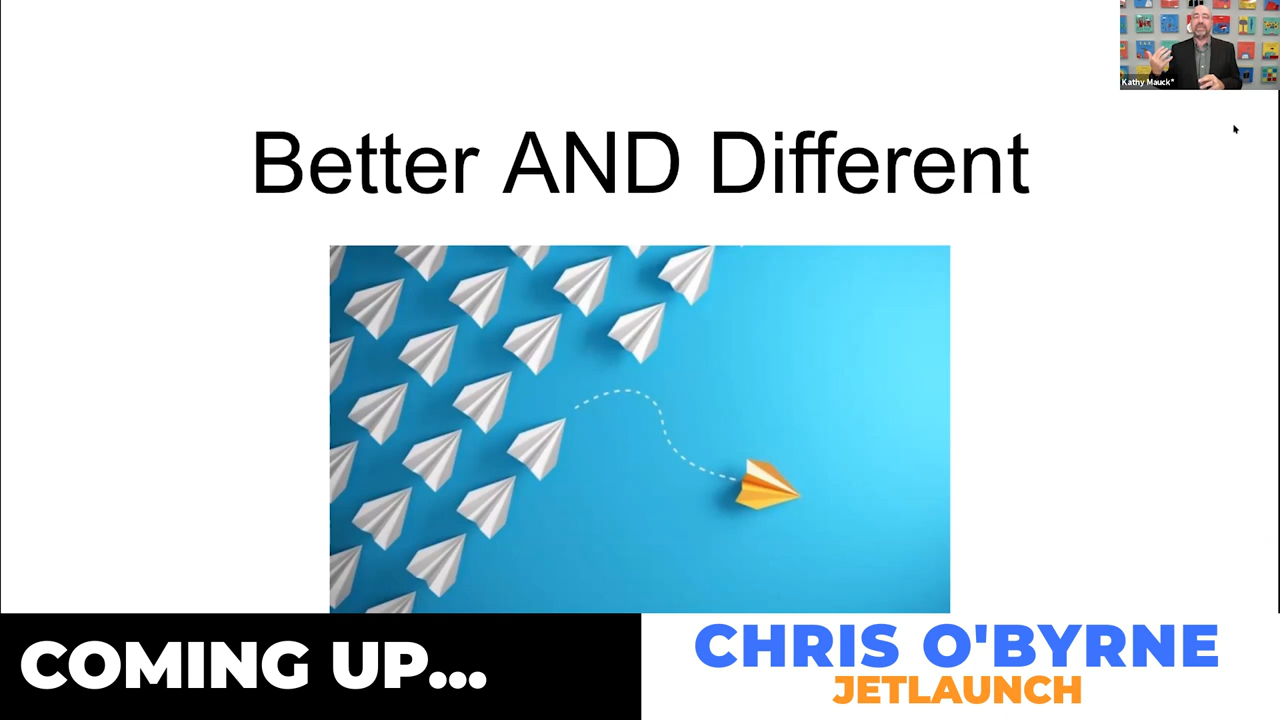 Kathy Mauck*
Better AND Different
COMING UP...
CHRIS O'BYRNE
JETLAUNCH